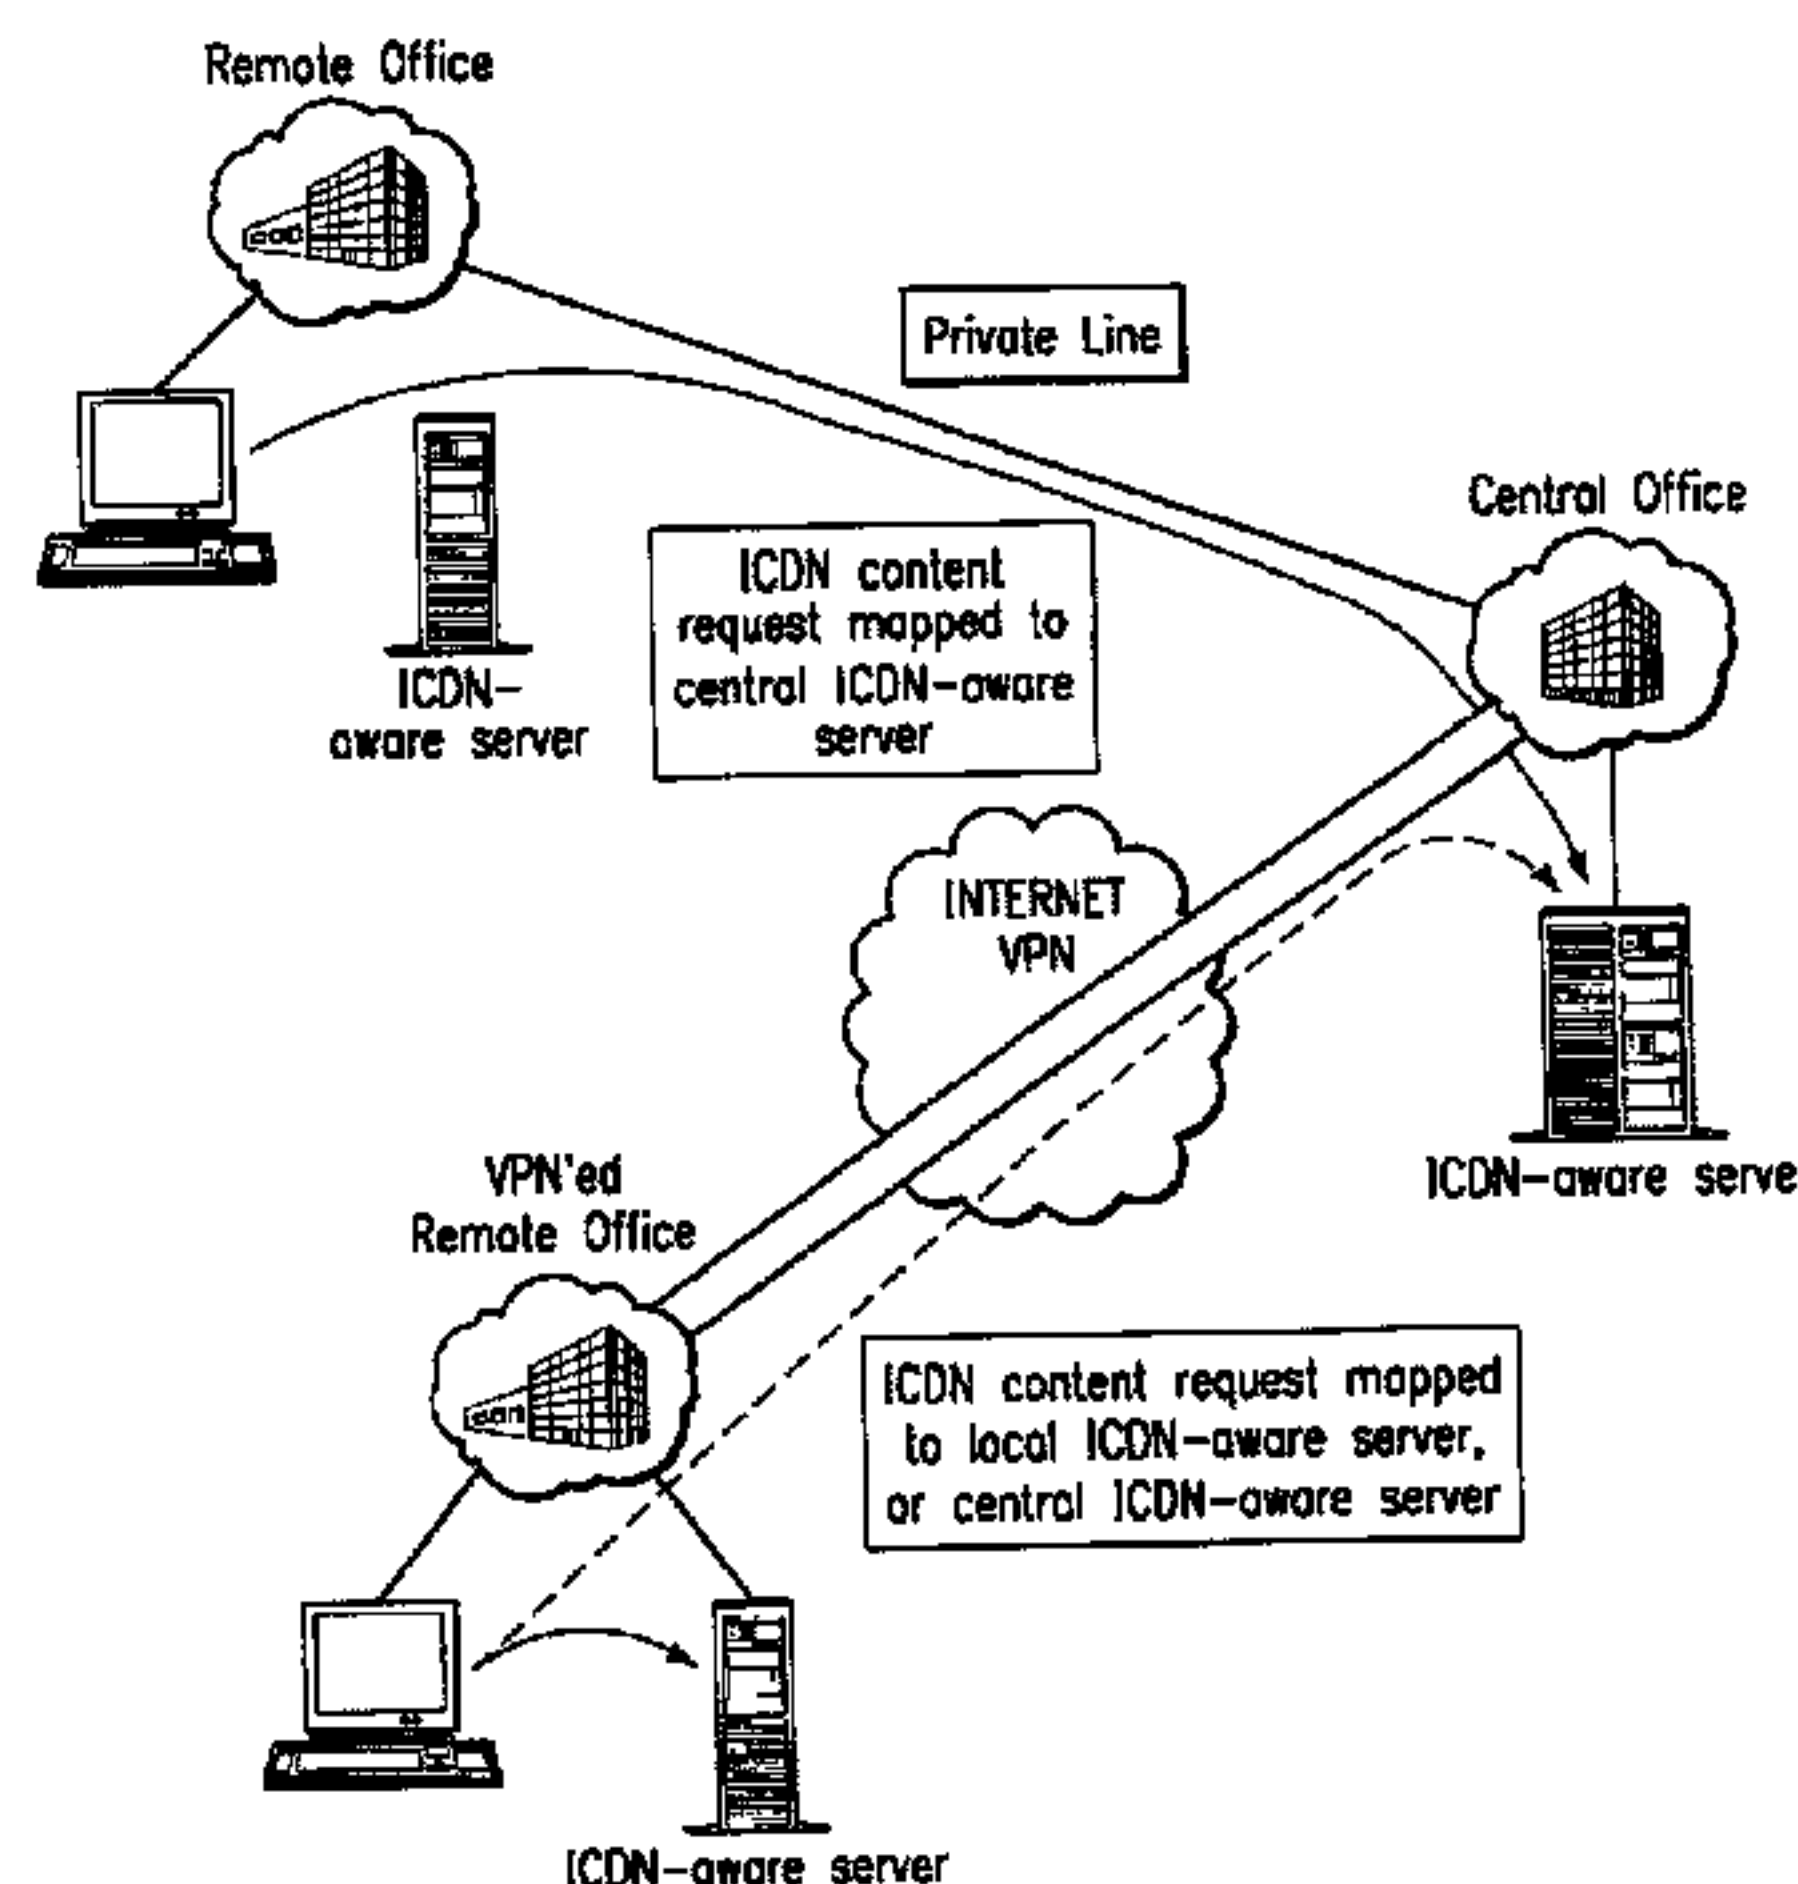 Remote Office
Private Line
Central Office
ICDN content
request mapped to
central ICDN-aware
server
ICDN-
aware server
INTERNET
VPN
ICDN-aware serve
VPN'ed
Remote Office
ICDN content request mapped
to local ICDN-aware server,
or central ICDN-aware server
ICDN-aware server